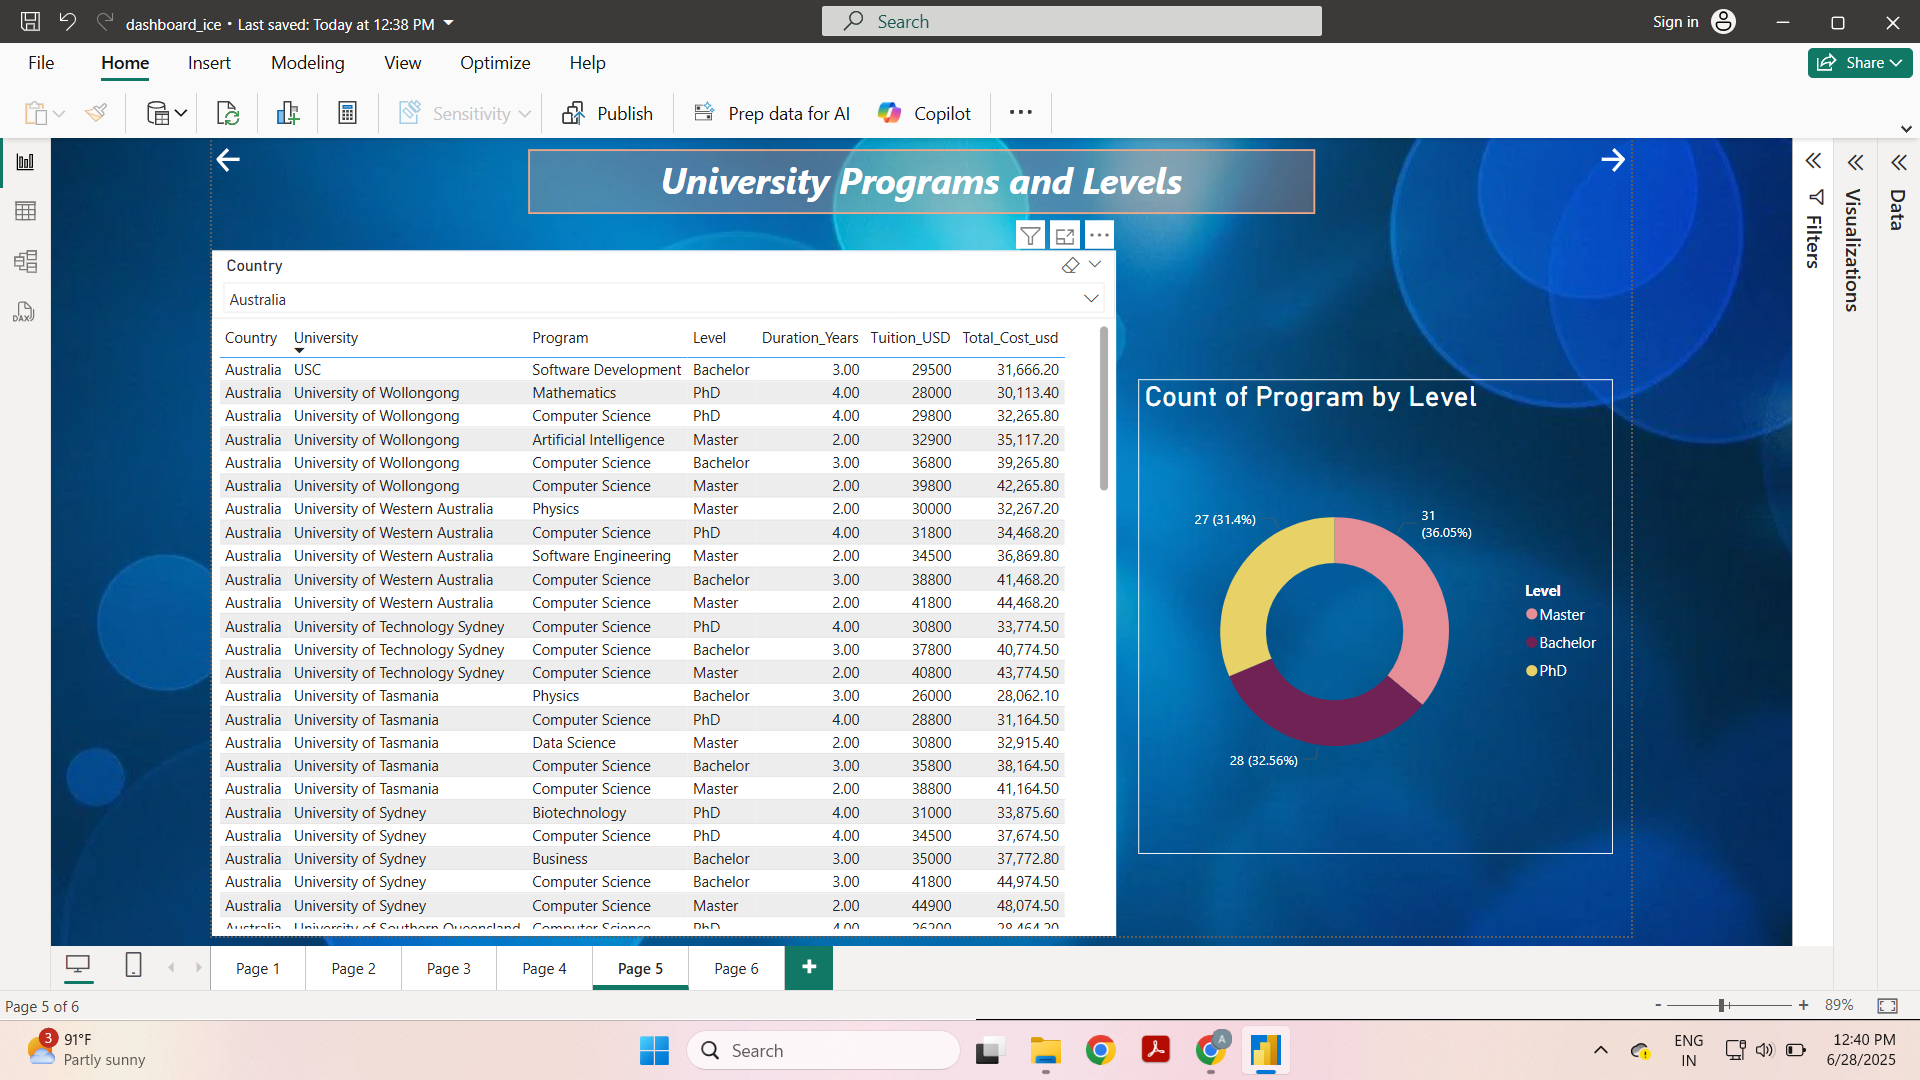 dashboard_ice • Last saved: Today at 12:38 PM
Search
Sign in
File Home Insert Modeling View Optimize Help
Share
Sensitivity
Publish
Prep data for AI
Copilot
University Programs and Levels
Filters
Visualizations
Data
Country
Australia
Country University Program Level Duration_Years Tuition_USD Total_Cost_usd
Australia USC Software Development Bachelor 3.00 29500 31,666.20
Australia University of Wollongong Mathematics PhD 4.00 28000 30,113.40
Australia University of Wollongong Computer Science PhD 4.00 29800 32,265.80
Australia University of Wollongong Artificial Intelligence Master 2.00 32900 35,117.20
Australia University of Wollongong Computer Science Bachelor 3.00 36800 39,265.80
Australia University of Wollongong Computer Science Master 2.00 39800 42,265.80
Australia University of Western Australia Physics Master 2.00 30000 32,267.20
Australia University of Western Australia Computer Science PhD 4.00 31800 34,468.20
Australia University of Western Australia Software Engineering Master 2.00 34500 36,869.80
Australia University of Western Australia Computer Science Bachelor 3.00 38800 41,468.20
Australia University of Western Australia Computer Science Master 2.00 41800 44,468.20
Australia University of Technology Sydney Computer Science PhD 4.00 30800 33,774.50
Australia University of Technology Sydney Computer Science Bachelor 3.00 37800 40,774.50
Australia University of Technology Sydney Computer Science Master 2.00 40800 43,774.50
Australia University of Tasmania Physics Bachelor 3.00 26000 28,062.10
Australia University of Tasmania Computer Science PhD 4.00 28800 31,164.50
Australia University of Tasmania Data Science Master 2.00 30800 32,915.40
Australia University of Tasmania Computer Science Bachelor 3.00 35800 38,164.50
Australia University of Tasmania Computer Science Master 2.00 38800 41,164.50
Australia University of Sydney Biotechnology PhD 4.00 31000 33,875.60
Australia University of Sydney Computer Science PhD 4.00 34500 37,674.50
Australia University of Sydney Business Bachelor 3.00 35000 37,772.80
Australia University of Sydney Computer Science Bachelor 3.00 41800 44,974.50
Australia University of Sydney Computer Science Master 2.00 44900 48,074.50
Australia University of Southern Queensland Computer Science PhD 4.00 26200 28,464.20
Count of Program by Level
27 (31.4%)
31
(36.05%)
28 (32.56%)
Level
Master
Bachelor
PhD
Page 1 Page 2 Page 3 Page 4 Page 5 Page 6
Page 5 of 6
- + 89%
3
91°F
Partly sunny
Search
A
ENG
IN
12:40 PM
6/28/2025
DAX